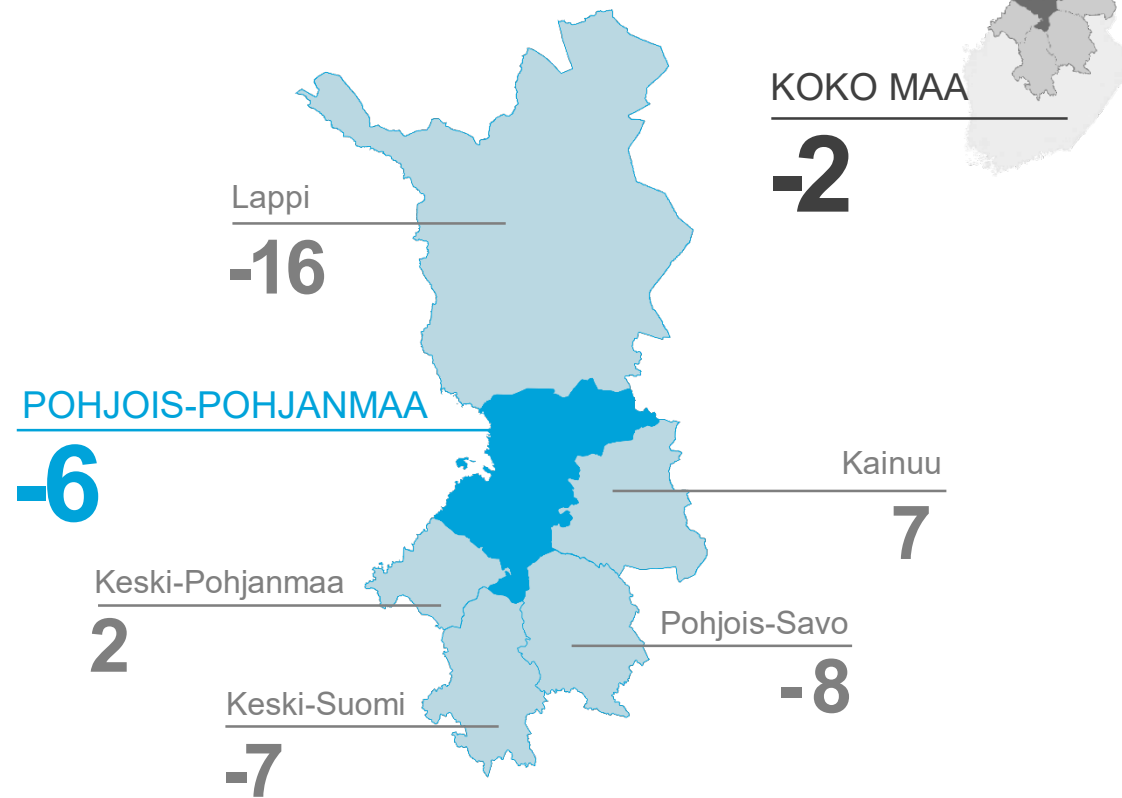 KOKO MAA
-2
Lappi
-16
POHJOIS-POHJANMAA
-6
Kainuu
7
Keski-Pohjanmaa
2
Pohjois-Savo
-8
Keski-Suomi
-7